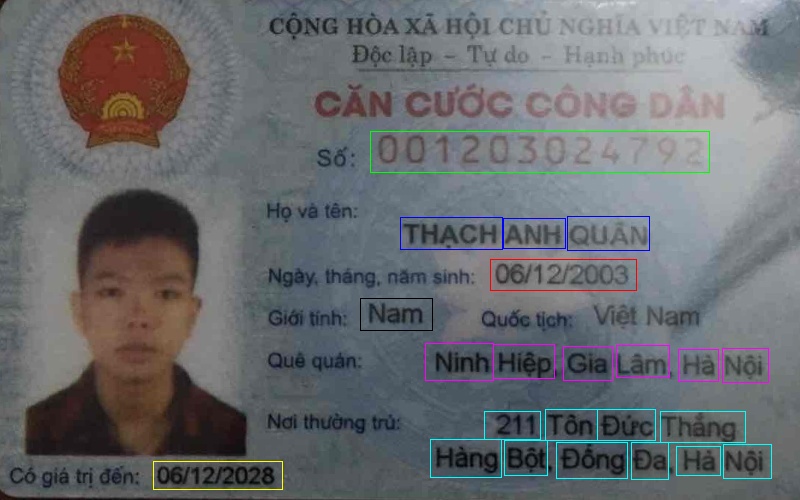 CỘNG HÒA XÃ HỘI CHỦ NGHĨA VIỆT NAM
Độc lập - Tự do - Hạnh phúc
CĂN CƯỚC CÔNG DÂN
Số: 001203024792
Họ và tên:
THẠCH ANH QUÂN
Ngày, tháng, năm sinh: 06/12/2003
Giới tính: Nam Quốc tịch: Việt Nam
Quê quán: Ninh Hiệp, Gia Lâm, Hà Nội
Nơi thường trú: 211 Tôn Đức Thắng
Hàng Bột, Đống Đa, Hà Nội
Có giá trị đến: 06/12/2028